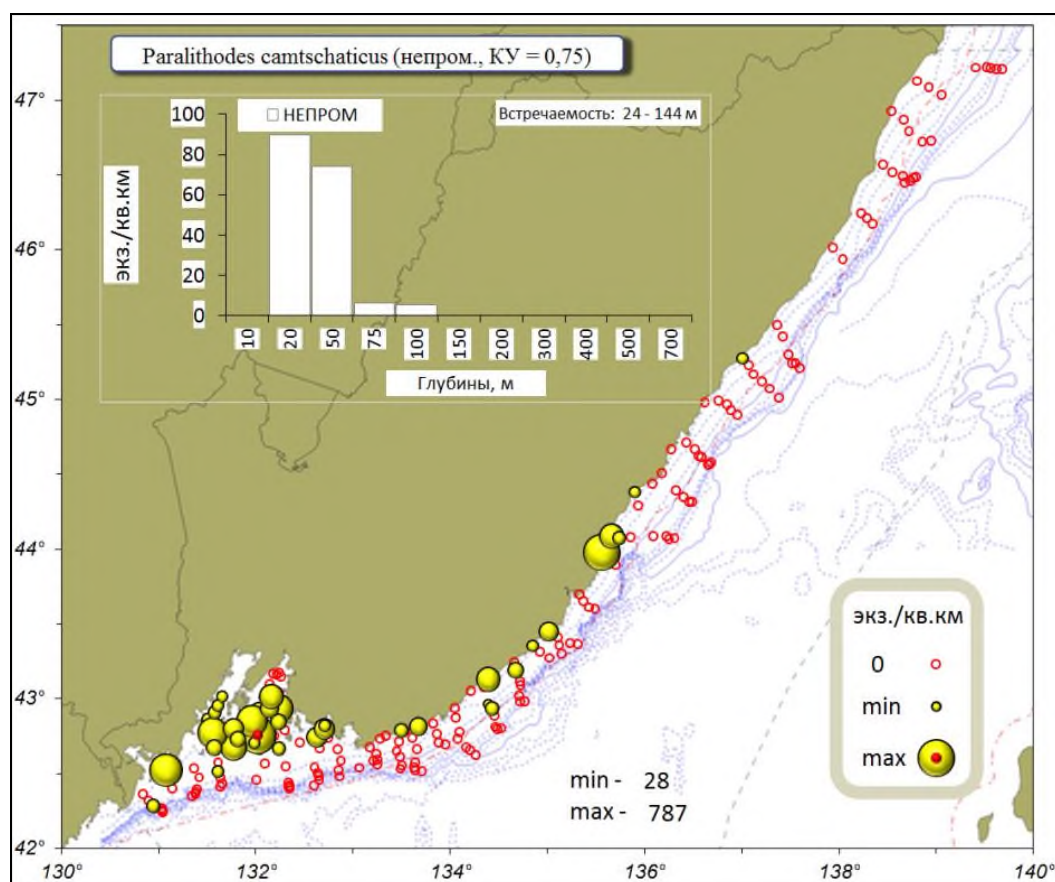 Paralithodes camtschaticus (непром., КУ = 0,75)
47°
46°
45°
44°
43°
42°
100
80
60
40
20
0
экз./кв.км
НЕПРОМ
Встречаемость: 24 - 144 м
10 20 50 75 100 150 200 300 400 500 700
Глубины, м
экз./кв.км
0
min
max
min - 28
max - 787
130° 132° 134° 136° 138° 140°